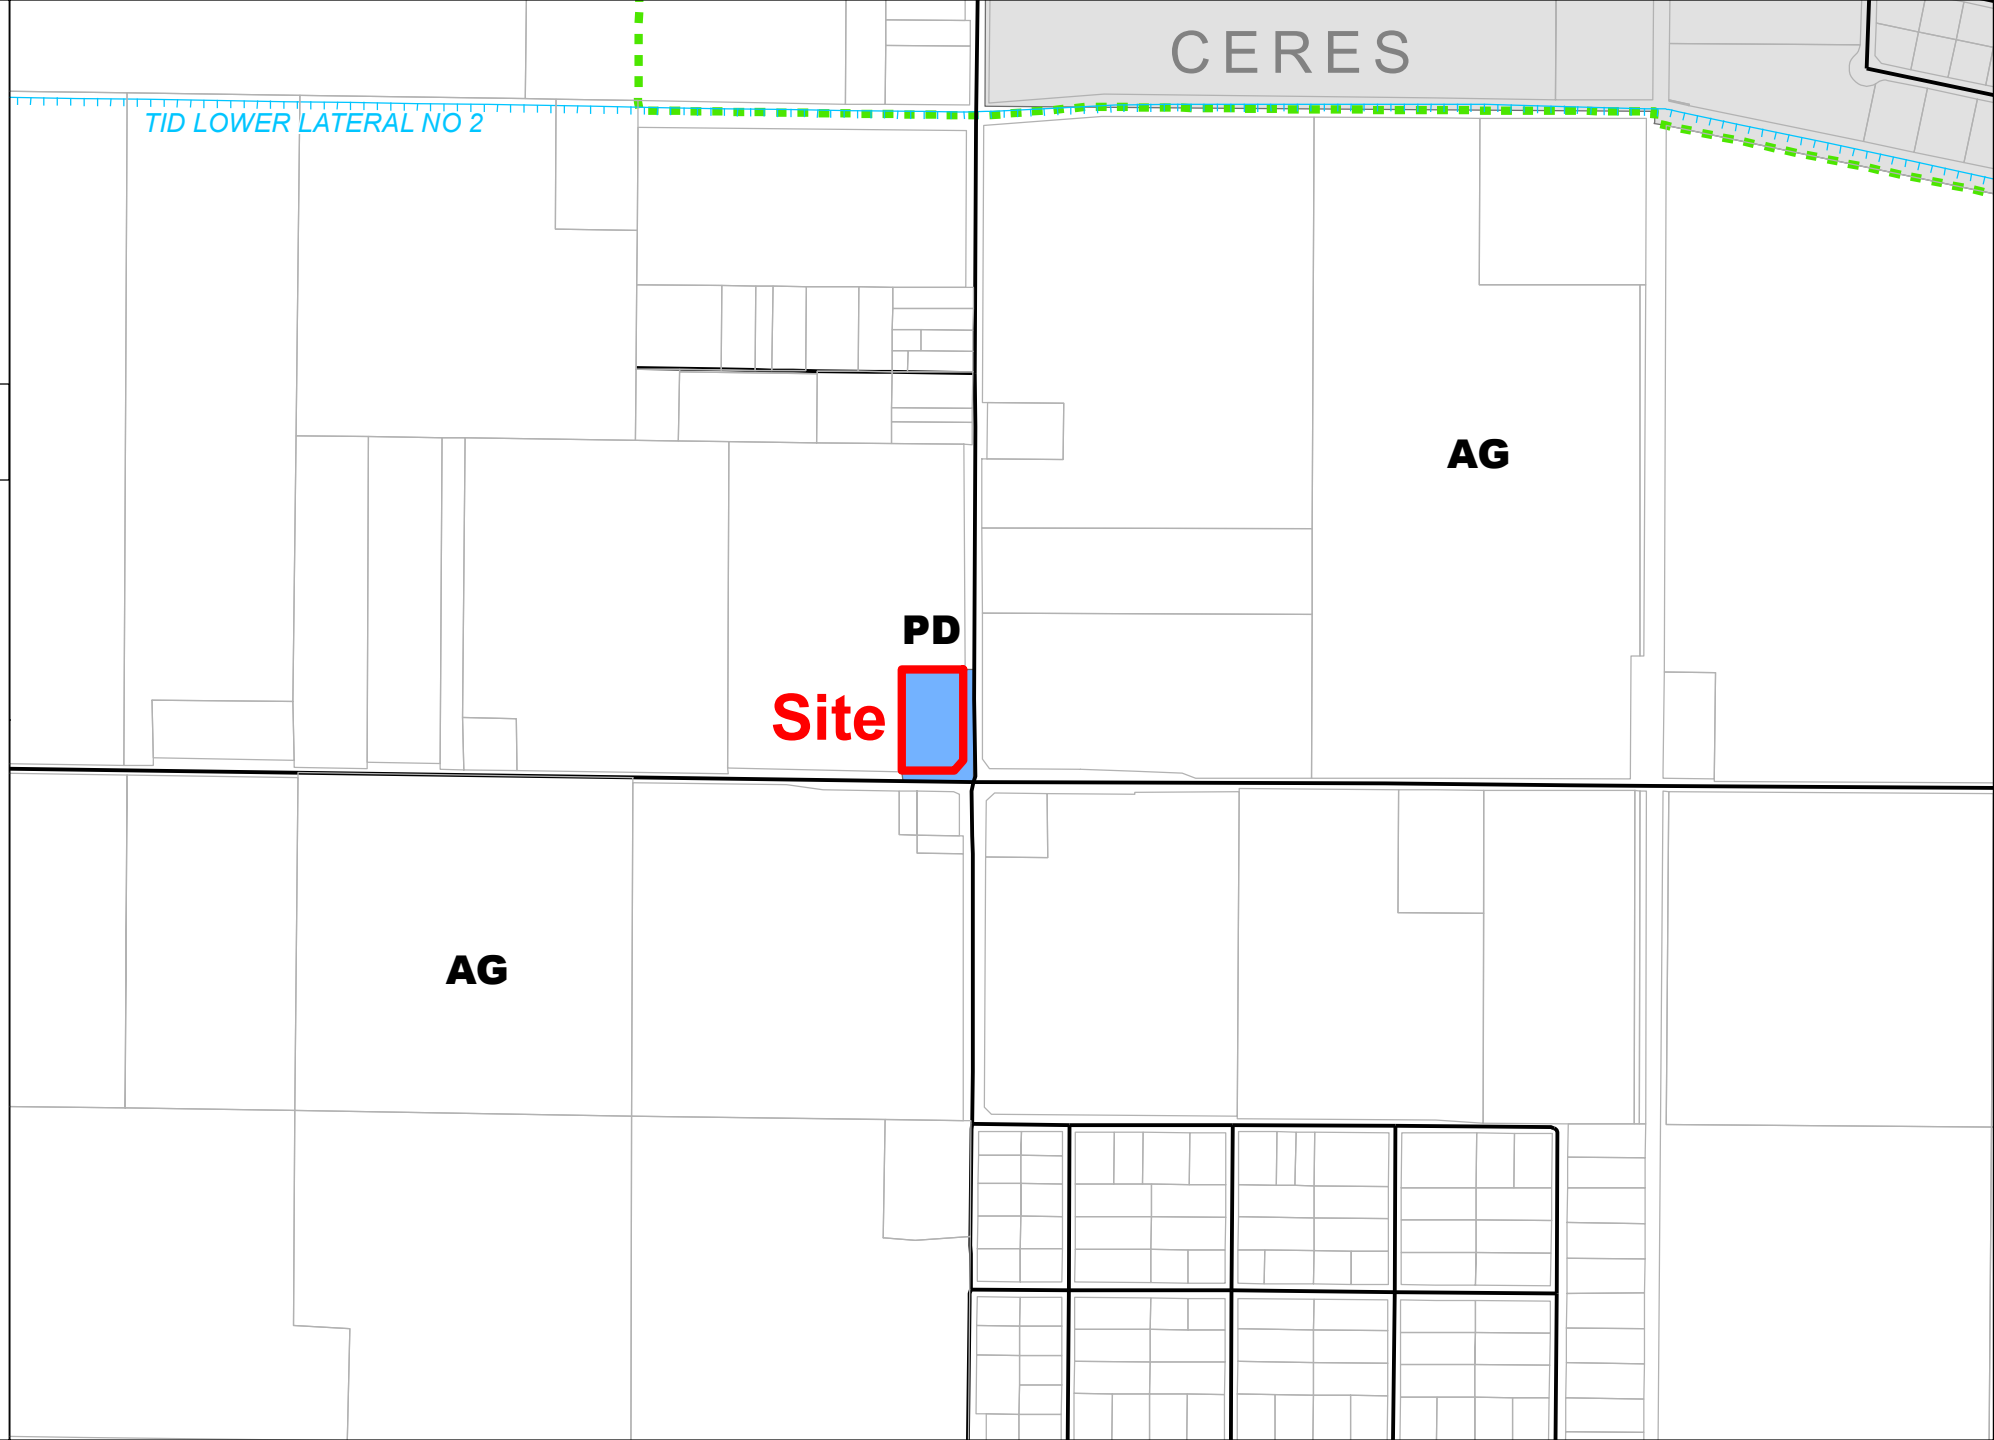 CERES
TID LOWER LATERAL NO 2
AG
PD
Site
AG